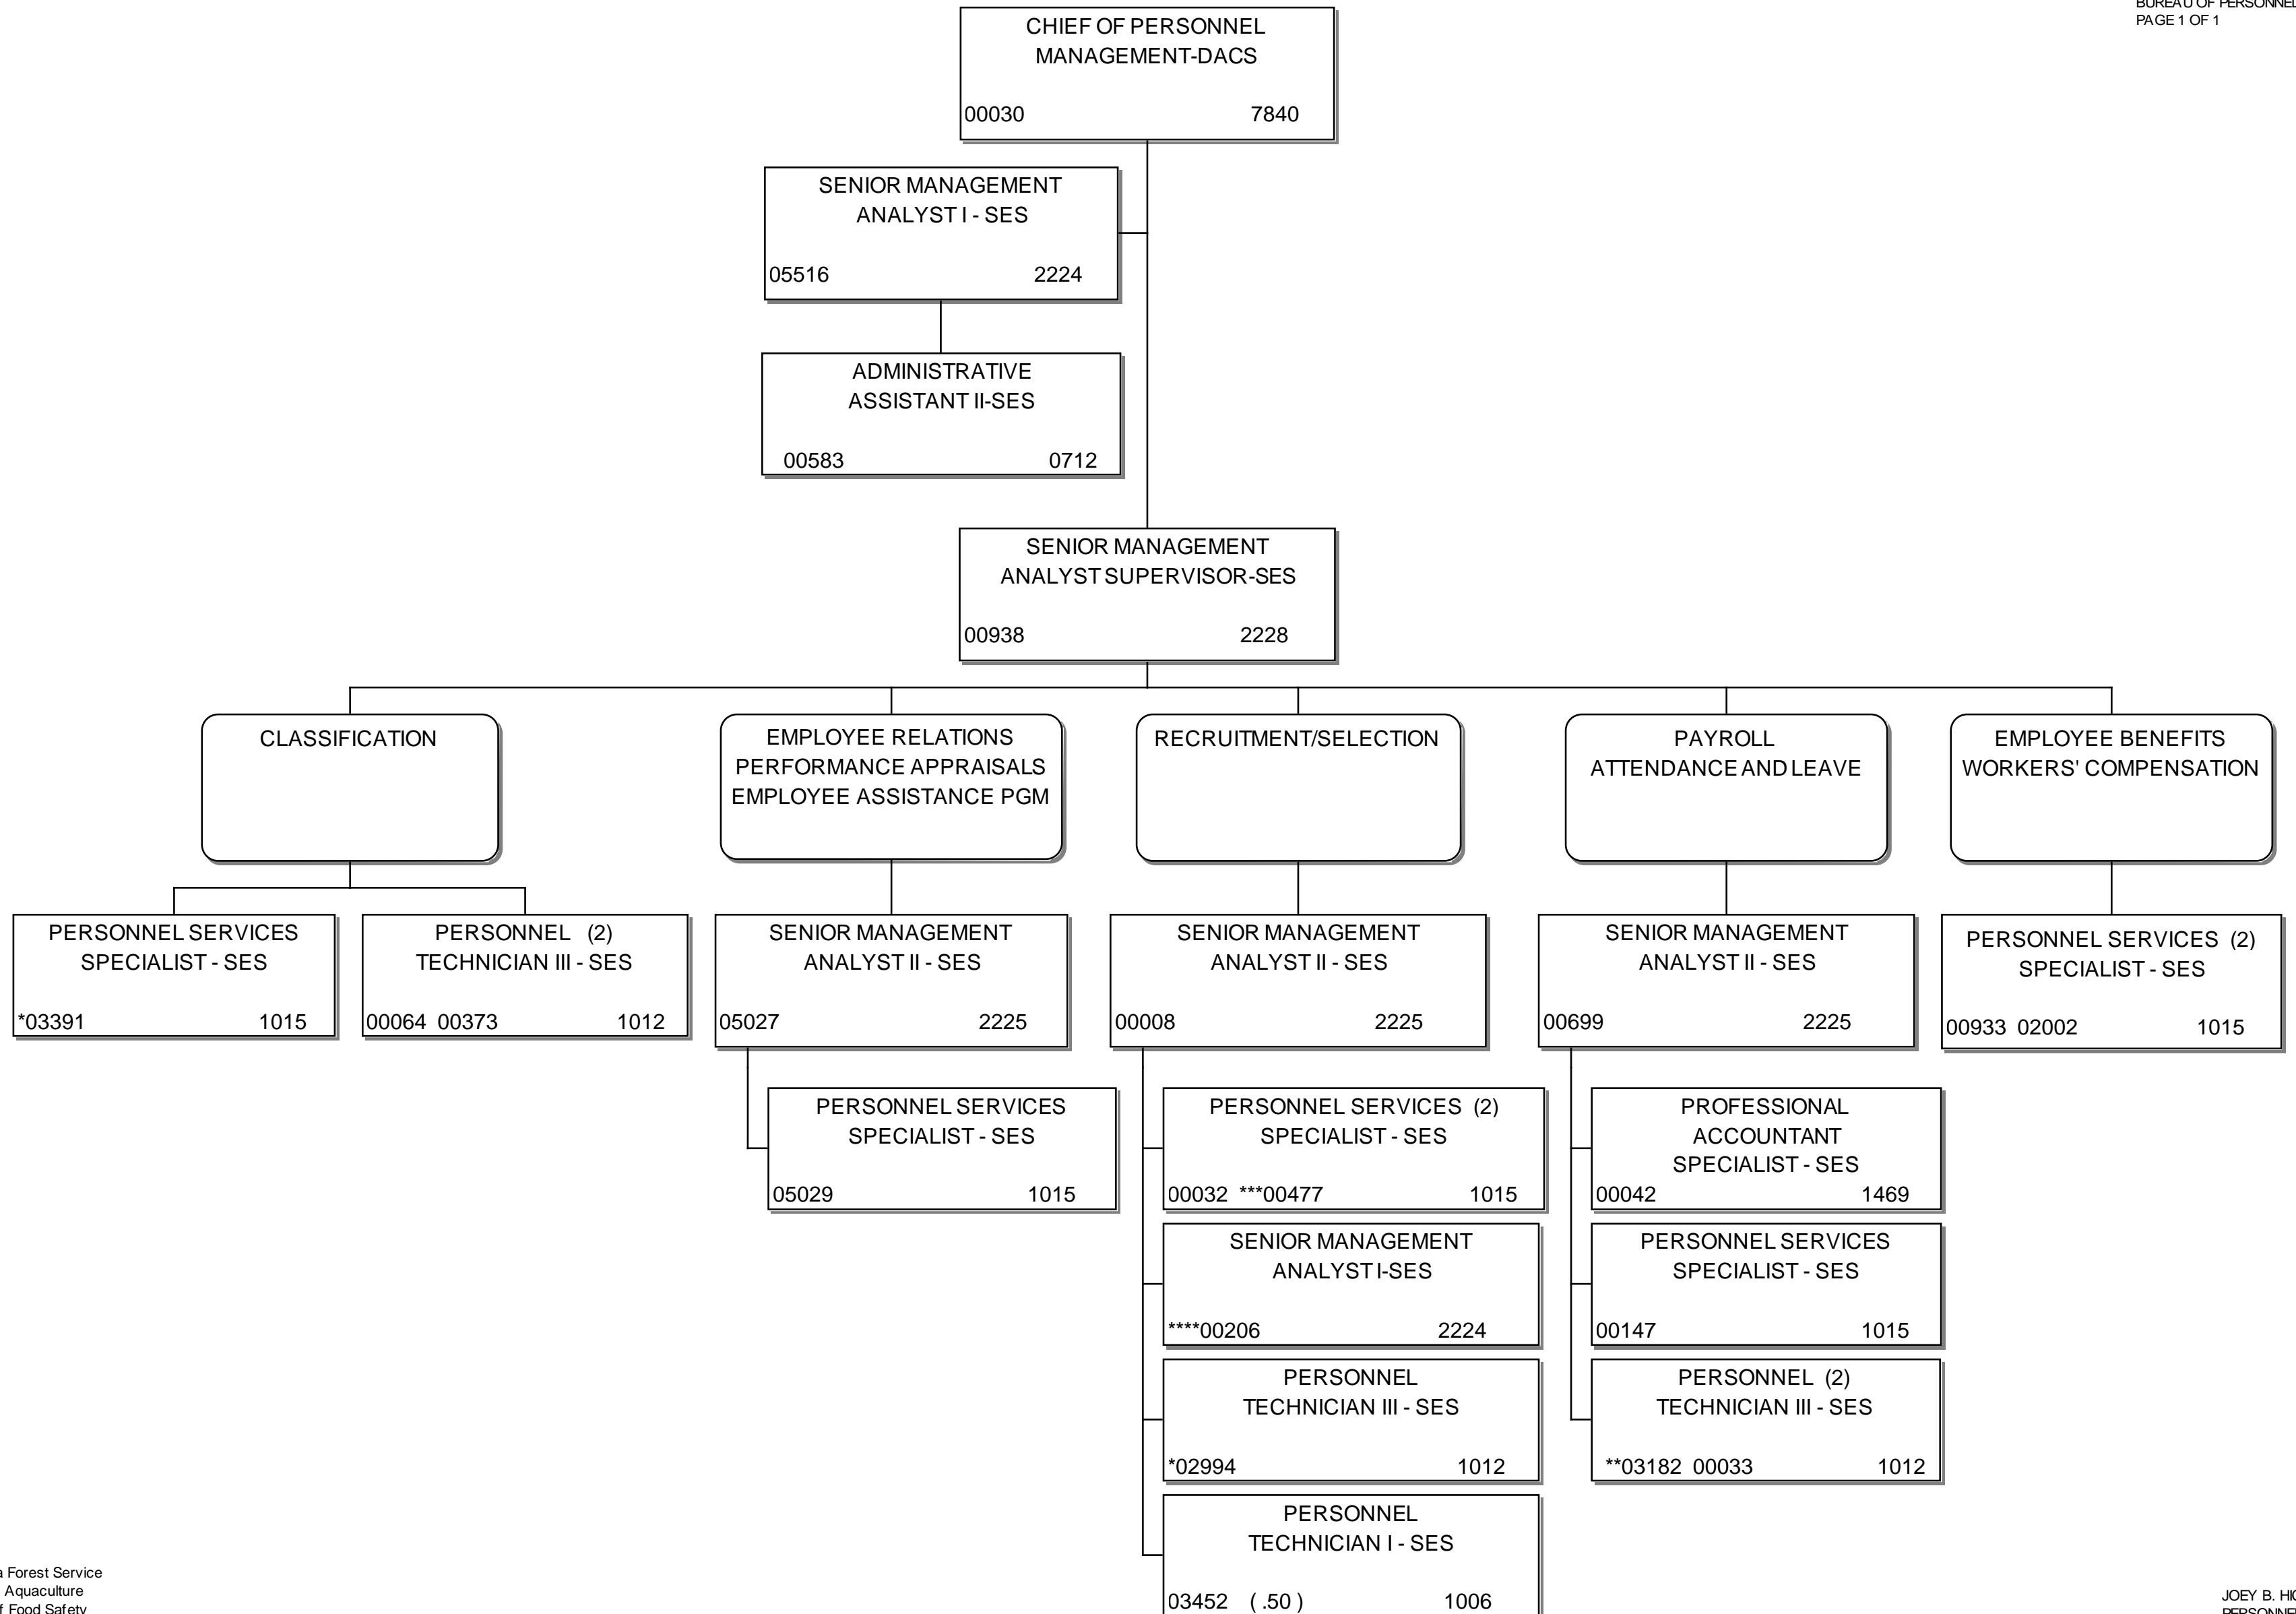 BUREAU OF PERSONNEL
PAGE 1 OF 1
CHIEF OF PERSONNEL
MANAGEMENT-DACS
00030 7840
SENIOR MANAGEMENT
ANALYST I - SES
05516 2224
ADMINISTRATIVE
ASSISTANT II-SES
00583 0712
SENIOR MANAGEMENT
ANALYST SUPERVISOR-SES
00938 2228
CLASSIFICATION
EMPLOYEE RELATIONS
PERFORMANCE APPRAISALS
EMPLOYEE ASSISTANCE PGM
RECRUITMENT/SELECTION
PAYROLL
ATTENDANCE AND LEAVE
EMPLOYEE BENEFITS
WORKERS' COMPENSATION
PERSONNEL SERVICES
SPECIALIST - SES
*03391 1015
PERSONNEL (2)
TECHNICIAN III - SES
00064 00373 1012
SENIOR MANAGEMENT
ANALYST II - SES
05027 2225
SENIOR MANAGEMENT
ANALYST II - SES
00008 2225
SENIOR MANAGEMENT
ANALYST II - SES
00699 2225
PERSONNEL SERVICES (2)
SPECIALIST - SES
00933 02002 1015
PERSONNEL SERVICES
SPECIALIST - SES
05029 1015
PERSONNEL SERVICES (2)
SPECIALIST - SES
00032 ***00477 1015
SENIOR MANAGEMENT
ANALYST I-SES
****00206 2224
PERSONNEL
TECHNICIAN III - SES
*02994 1012
PERSONNEL
TECHNICIAN I - SES
03452 ( .50 ) 1006
PROFESSIONAL
ACCOUNTANT
SPECIALIST - SES
00042 1469
PERSONNEL SERVICES
SPECIALIST - SES
00147 1015
PERSONNEL (2)
TECHNICIAN III - SES
**03182 00033 1012
Forest Service
Aquaculture
Food Safety
JOEY B.
PERSONNEL